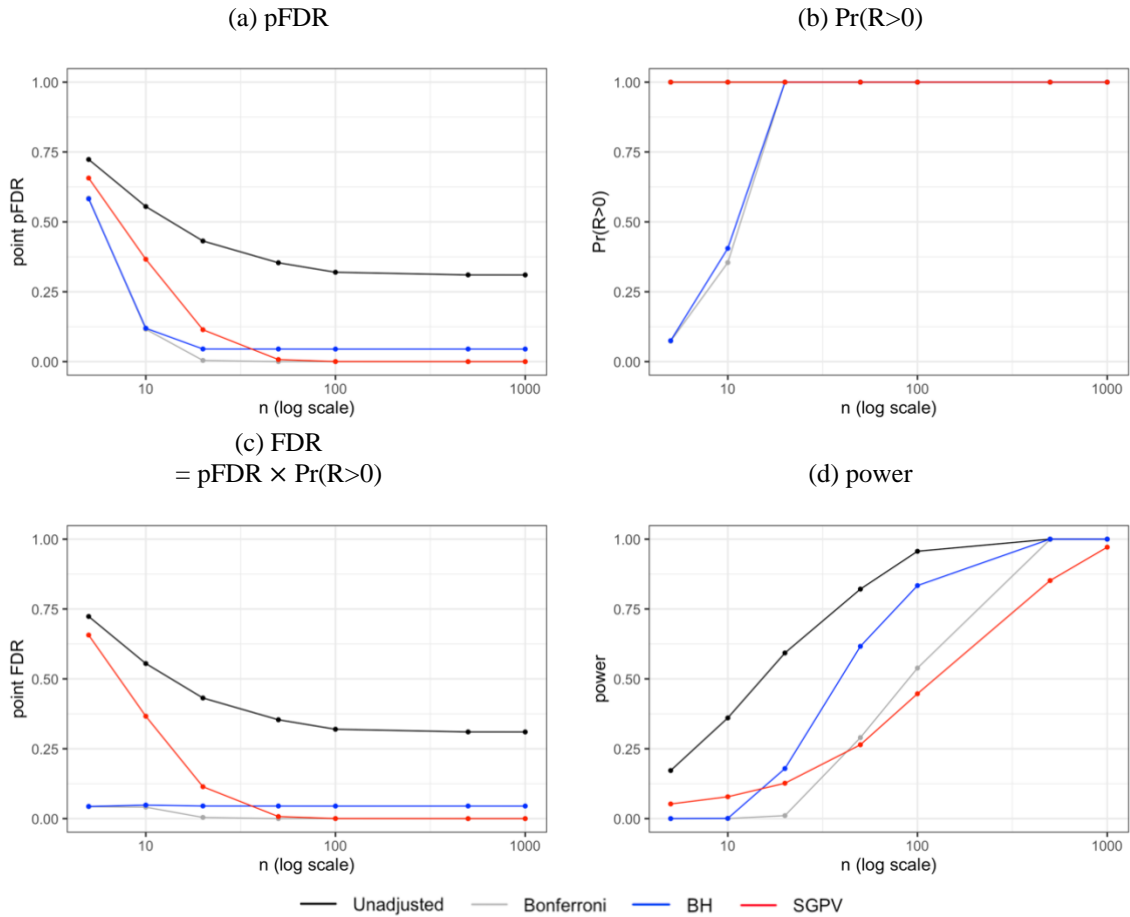 (a) pFDR
point pFDR
1.00
0.75
0.50
0.25
0.00
10
100
1000
n (log scale)
(b) Pr(R>0)
Pr(R>0)
1.00
0.75
0.50
0.25
0.00
10
100
1000
n (log scale)
(c) FDR
= pFDR × Pr(R>0)
point FDR
1.00
0.75
0.50
0.25
0.00
10
100
1000
n (log scale)
(d) power
power
1.00
0.75
0.50
0.25
0.00
10
100
1000
n (log scale)
Unadjusted Bonferroni BH SGPV